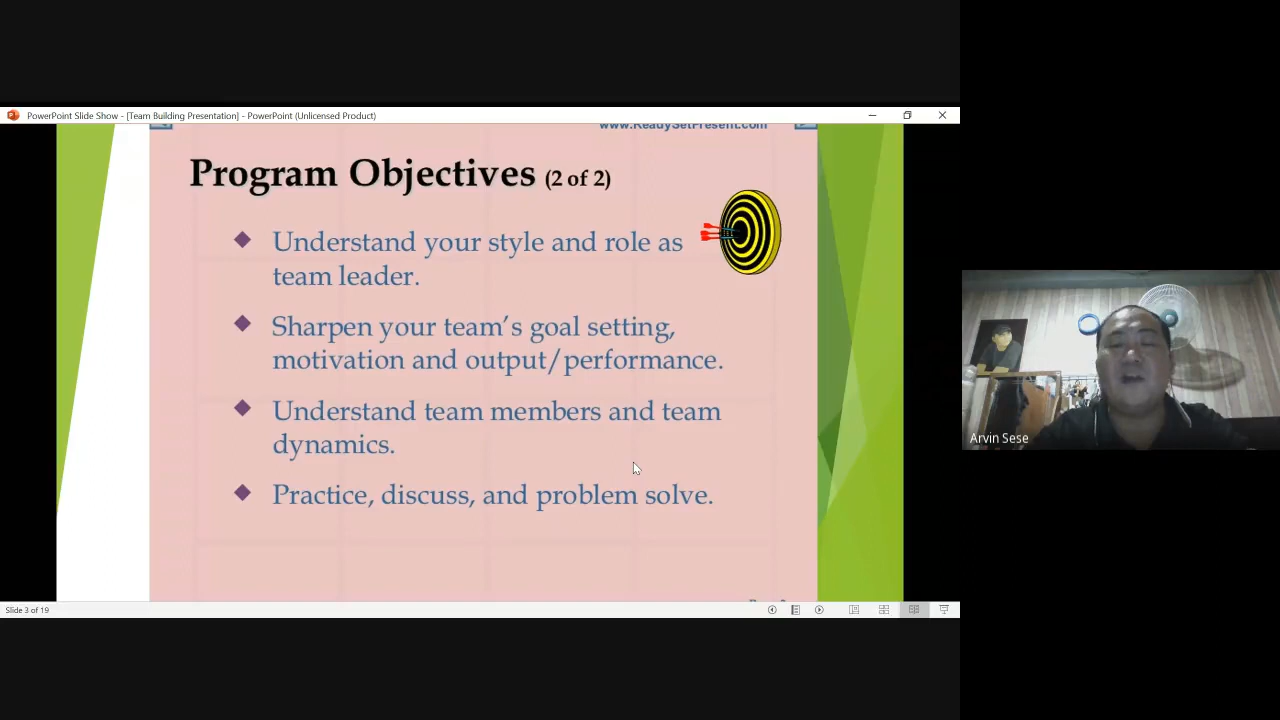 PowerPoint Slide Show - [Team Building Presentation] - PowerPoint (Unlicensed Product)
www.ReadySetPresent.com
Program Objectives (2 of 2)
Understand your style and role as
team leader.
Sharpen your team's goal setting,
motivation and output/performance.
Understand team members and team
dynamics.
Practice, discuss, and problem solve.
Arvin Sese
Slide 3 of 19